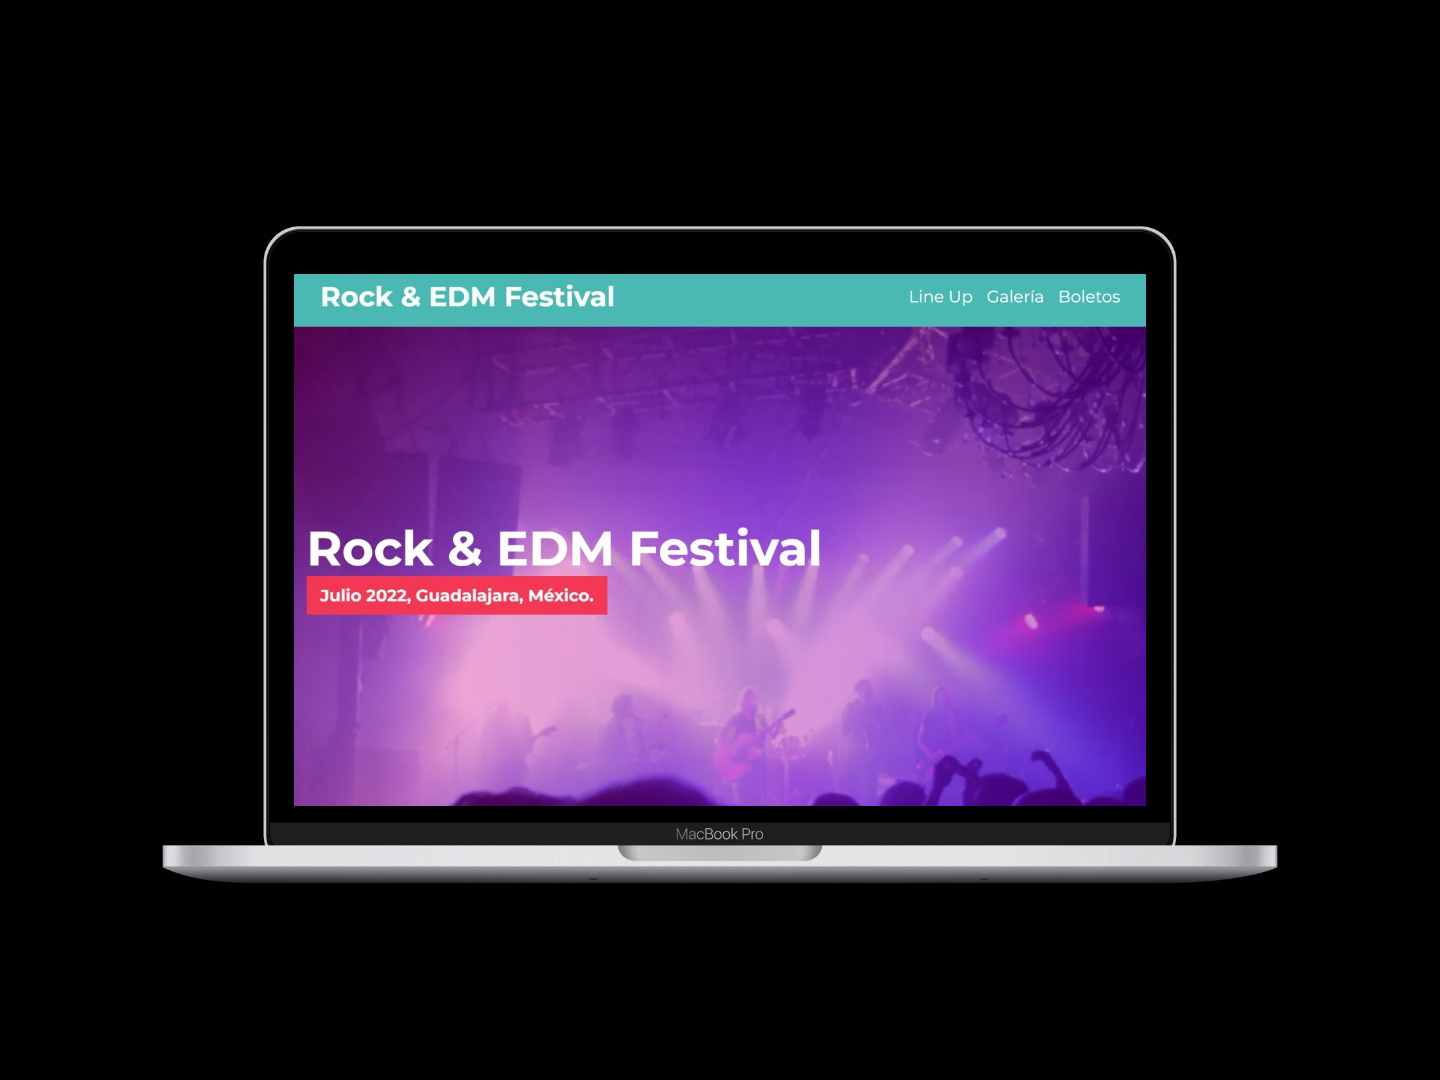 Rock & EDM Festival
Line Up Galería Boletos
Rock & EDM Festival
Julio 2022, Guadalajara, México.
MacBook Pro